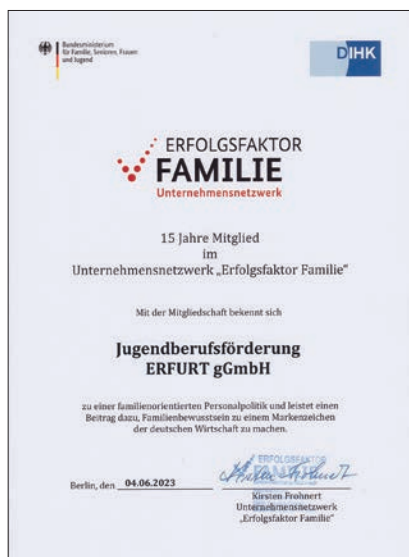 Bundesministerium
für Familie, Senioren, Frauen
und Jugend
DIHK
ERFOLGSFAKTOR
FAMILIE
Unternehmensnetzwerk
15 Jahre Mitglied
im
Unternehmensnetzwerk „Erfolgsfaktor Familie“
Mit der Mitgliedschaft bekennt sich
Jugendberufsförderung
ERFURT gGmbH
zu einer familienorientierten Personalpolitik und leistet einen
Beitrag dazu, Familienbewusstsein zu einem Markenzeichen
der deutschen Wirtschaft zu machen.
ERFOLGSFAKTOR
FAMILIE
Berlin, den 04.06.2023
Kirsten Frohnert
Unternehmensnetzwerk
„Erfolgsfaktor Familie“